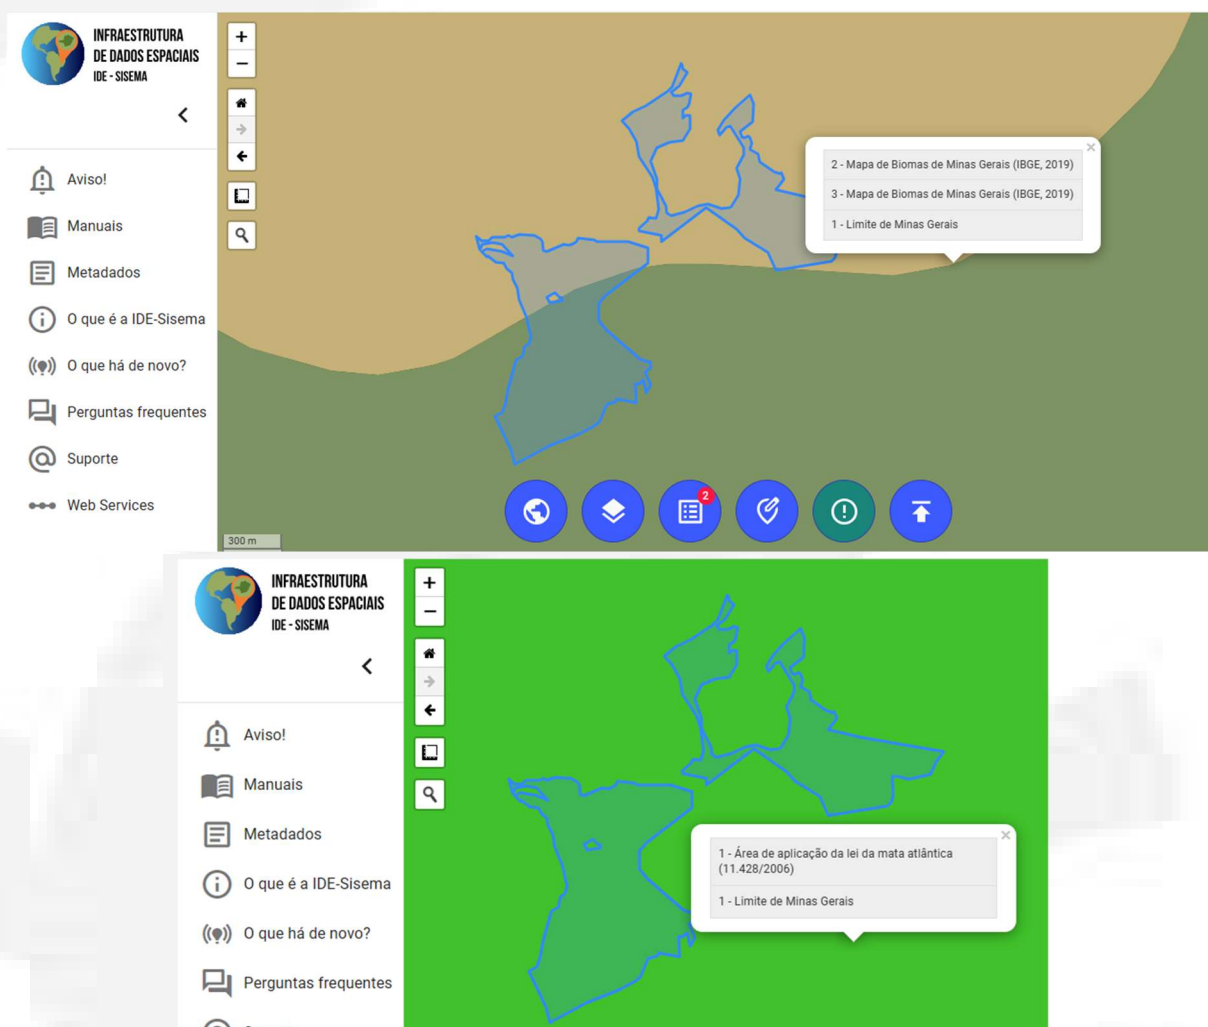 INFRAESTRUTURA
DE DADOS ESPACIAIS
IDE - SISEMA
Aviso!
Manuais
Metadados
O que é a IDE-Sisema
O que há de novo?
Perguntas frequentes
Suporte
Web Services
2 - Mapa de Biomas de Minas Gerais (IBGE, 2019)
3 - Mapa de Biomas de Minas Gerais (IBGE, 2019)
1 - Limite de Minas Gerais
2
300 m
INFRAESTRUTURA
DE DADOS ESPACIAIS
IDE - SISEMA
Aviso!
Manuais
Metadados
O que é a IDE-Sisema
O que há de novo?
Perguntas frequentes
1 - Área de aplicação da lei da mata atlântica
(11.428/2006)
1 - Limite de Minas Gerais